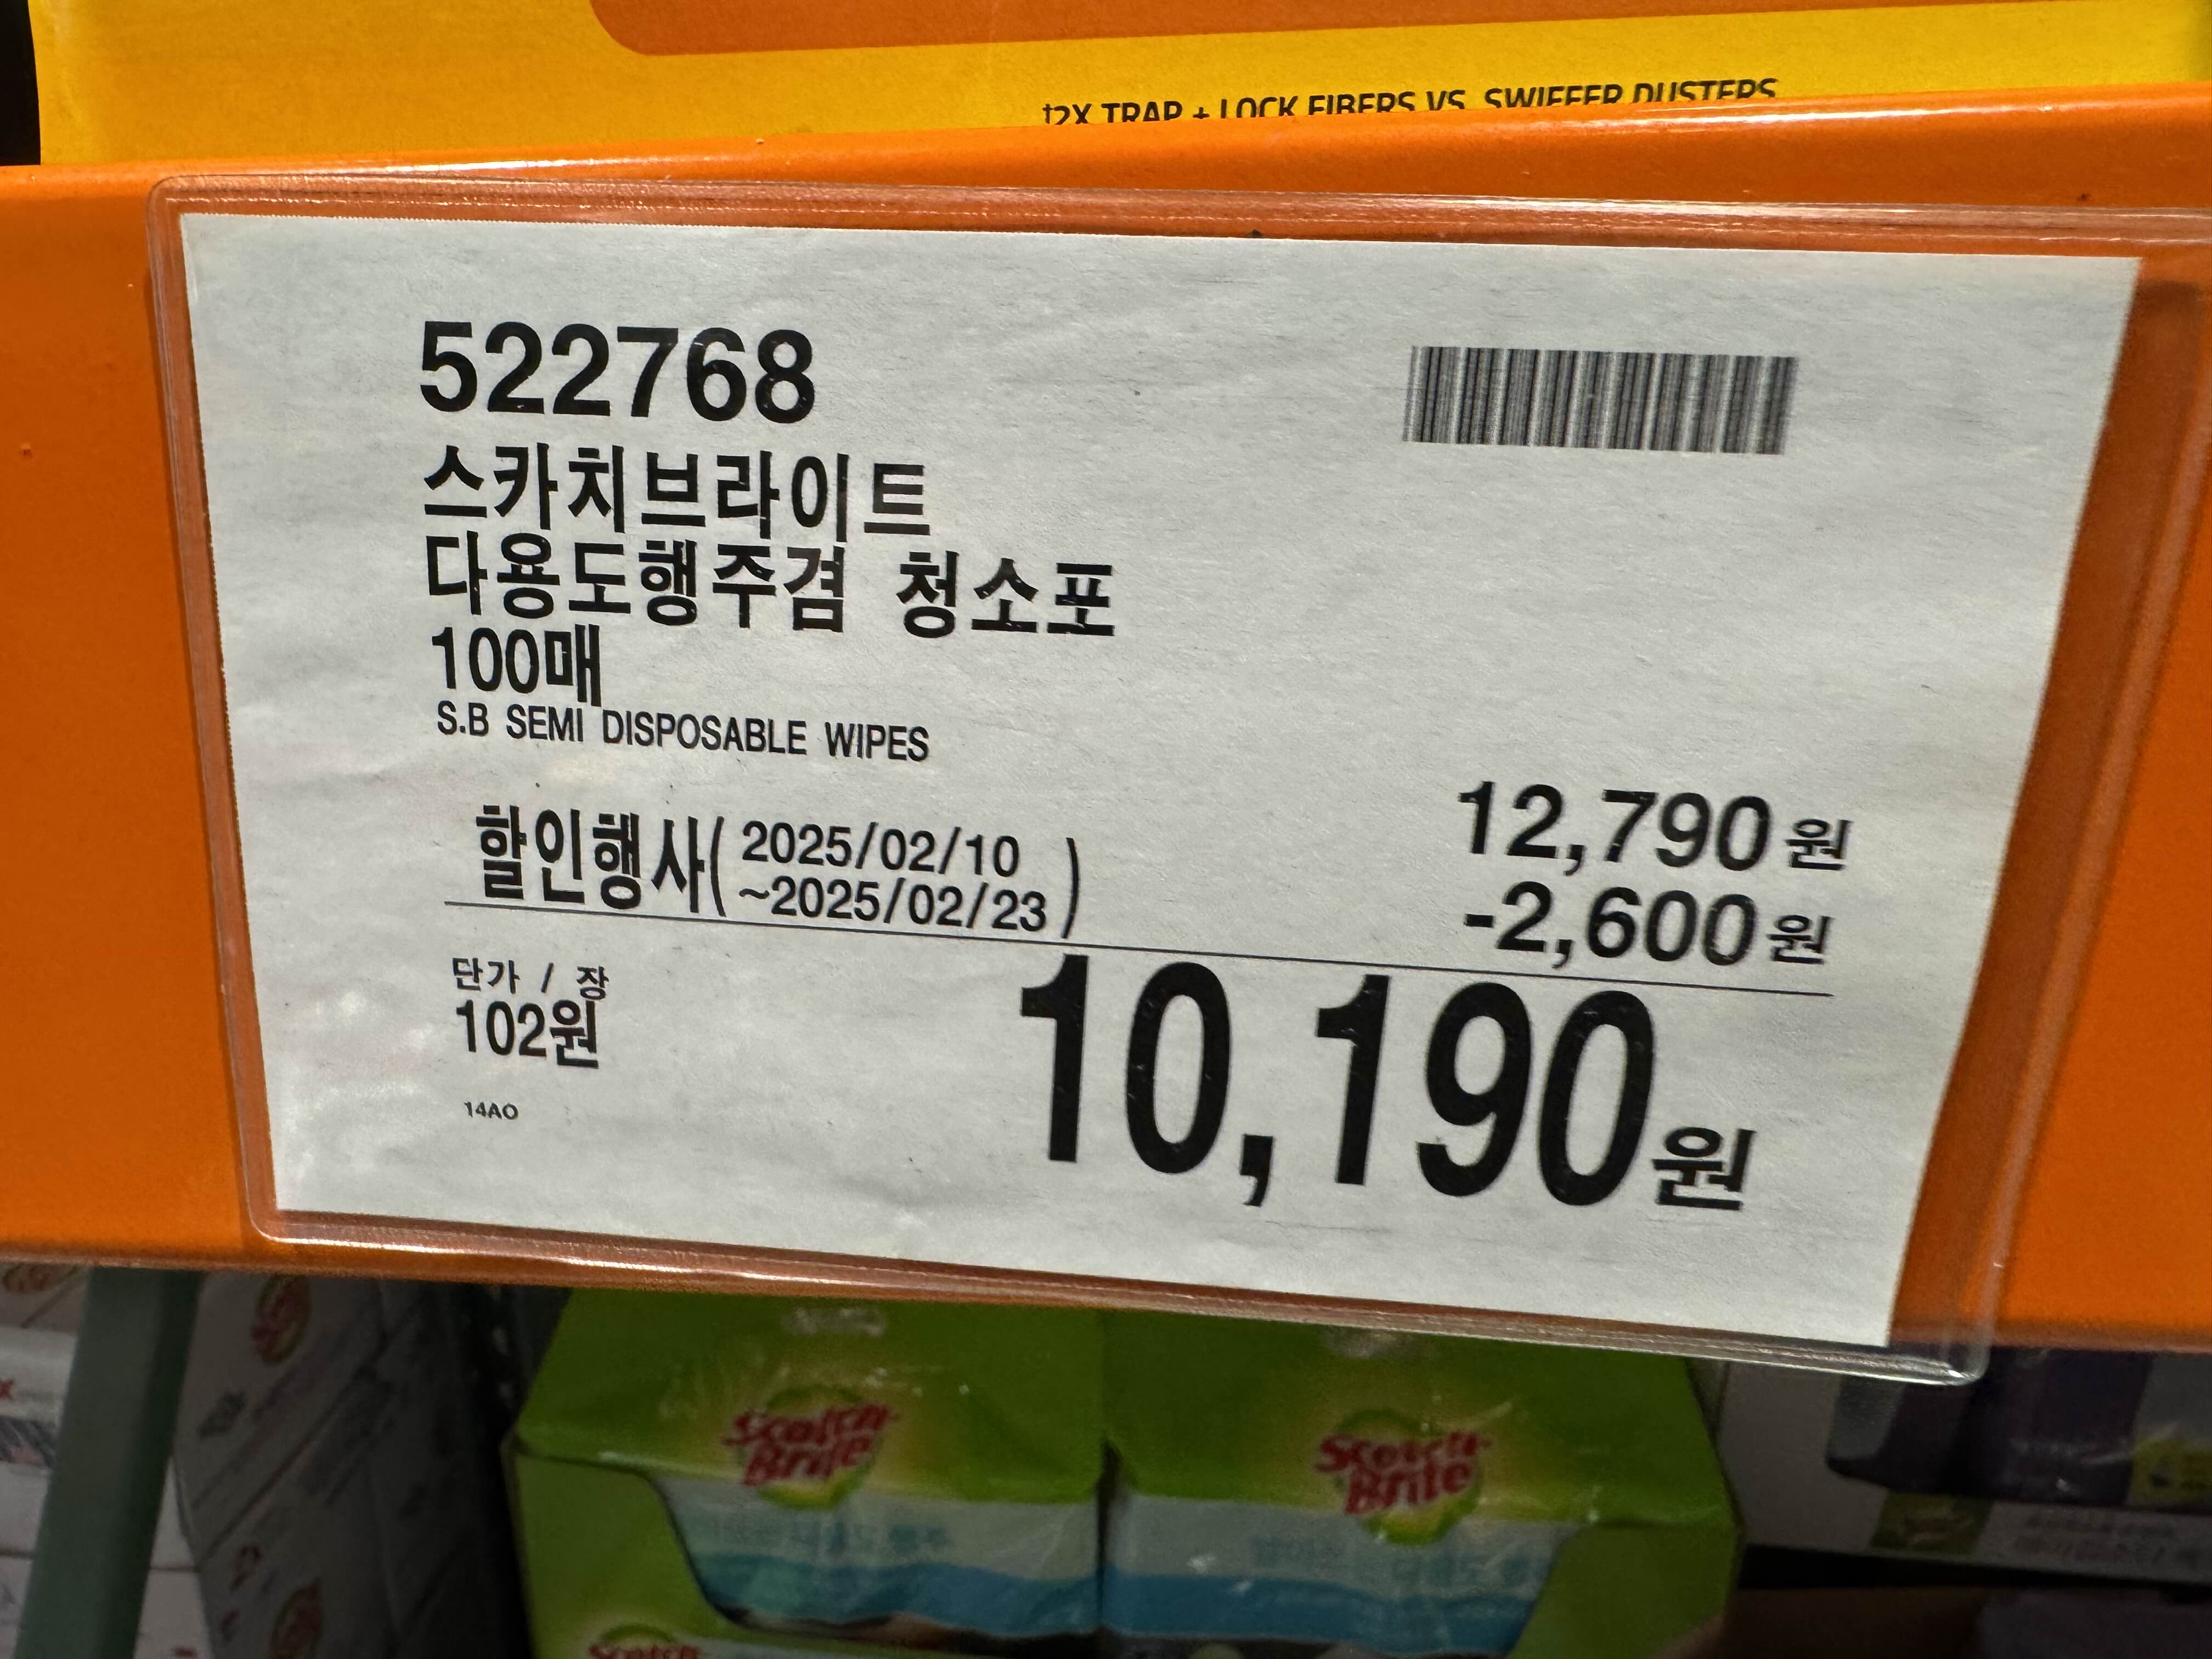 †2X TRAP + LOCK FIBERS VS. SWIFFER DUSTERS
522768
스카치브라이트
다용도행주겸 청소포
100매
S.B SEMI DISPOSABLE WIPES
12,790원
할인행사( 2025/02/10
~2025/02/23 )
-2,600원
단가 / 장
102원
10,190원
14AO
Scotch-
Brite
Scotch-
Brite
Scotch-